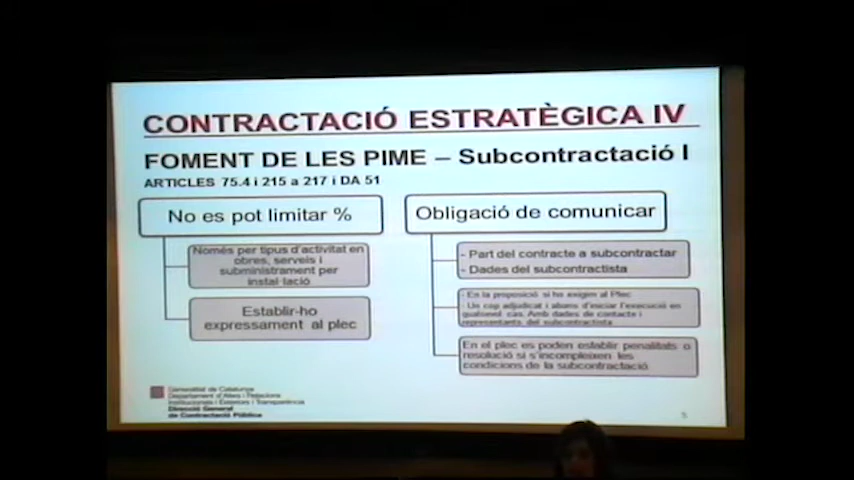 CONTRACTACIÓ ESTRATÈGICA IV
FOMENT DE LES PIME – Subcontractació I
ARTICLES 75.4 i 215 a 217 i DA 51
No es pot limitar %
Només per tipus d'activitat en
obres, serveis i
subministrament per
instal·lació
Establir-ho
expressament al plec
Obligació de comunicar
- Part del contracte a subcontractar
- Dades del subcontractista
- En la proposició si ho exigen al Plec
- Un cop adjudicat i abans d'iniciar l'execució en
qualsevol cas. Amb dades de contacte i
representants del subcontractista
En el plec es poden establir penalitats o
resolució si s'incompleixen les
condicions de la subcontractació
Generalitat de Catalunya
Departament d'Afers i Relacions
Institucionals i Exteriors i Transparència
Direcció General
de Contractació Pública
5